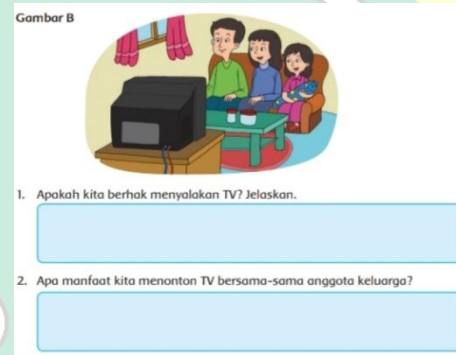 Gambar B
1. Apakah kita berhak menyalakan TV? Jelaskan.
2. Apa manfaat kita menonton TV bersama-sama anggota keluarga?